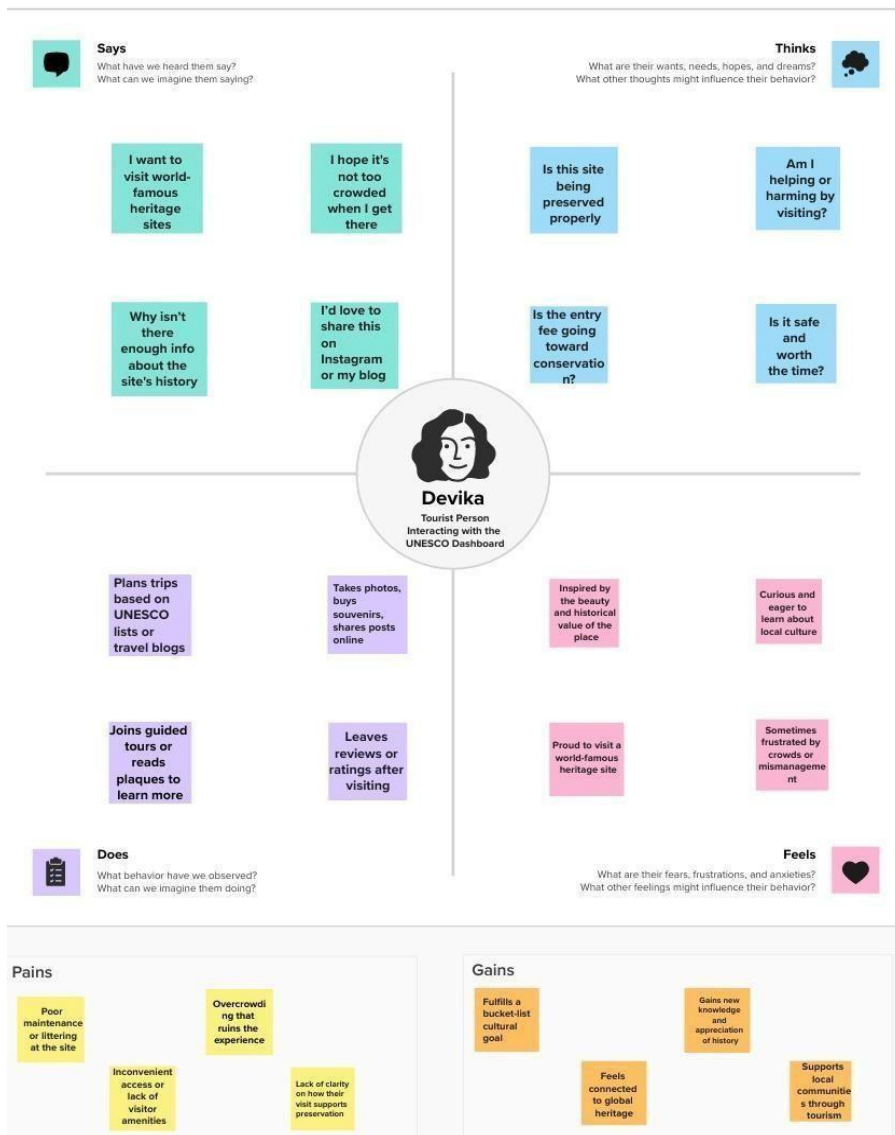 Says
What have we heard them say?
What can we imagine them saying?
Thinks
What are their wants, needs, hopes, and dreams?
What other thoughts might influence their behavior?
I want to
visit world-
famous
heritage
sites
I hope it's
not too
crowded
when I get
there
Is this site
being
preserved
properly
Am I
helping or
harming by
visiting?
Why isn't
there
enough info
about the
site's history
I'd love to
share this
on
Instagram
or my blog
Is the entry
fee going
toward
conservatio
n?
Is it safe
and
worth
the time?
Devika
Tourist Person
Interacting with the
UNESCO Dashboard
Plans trips
based on
UNESCO
lists or
travel blogs
Takes photos,
buys
souvenirs,
shares posts
online
Inspired by
the beauty
and historical
value of the
place
Curious and
eager to
learn about
local culture
Joins guided
tours or
reads
plaques to
learn more
Leaves
reviews or
ratings after
visiting
Proud to visit a
world-famous
heritage site
Sometimes
frustrated by
crowds or
mismanageme
nt
Does
What behavior have we observed?
What can we imagine them doing?
Feels
What are their fears, frustrations, and anxieties?
What other feelings might influence their behavior?
Pains
Poor
maintenance
or littering
at the site
Overcrowdi
ng that
ruins the
experience
Inconvenient
access or
lack of
visitor
amenities
Lack of clarity
on how their
visit supports
preservation
Gains
Fulfills a
bucket-list
cultural
goal
Gains new
knowledge
and
appreciation
of history
Feels
connected
to global
heritage
Supports
local
communitie
s through
tourism